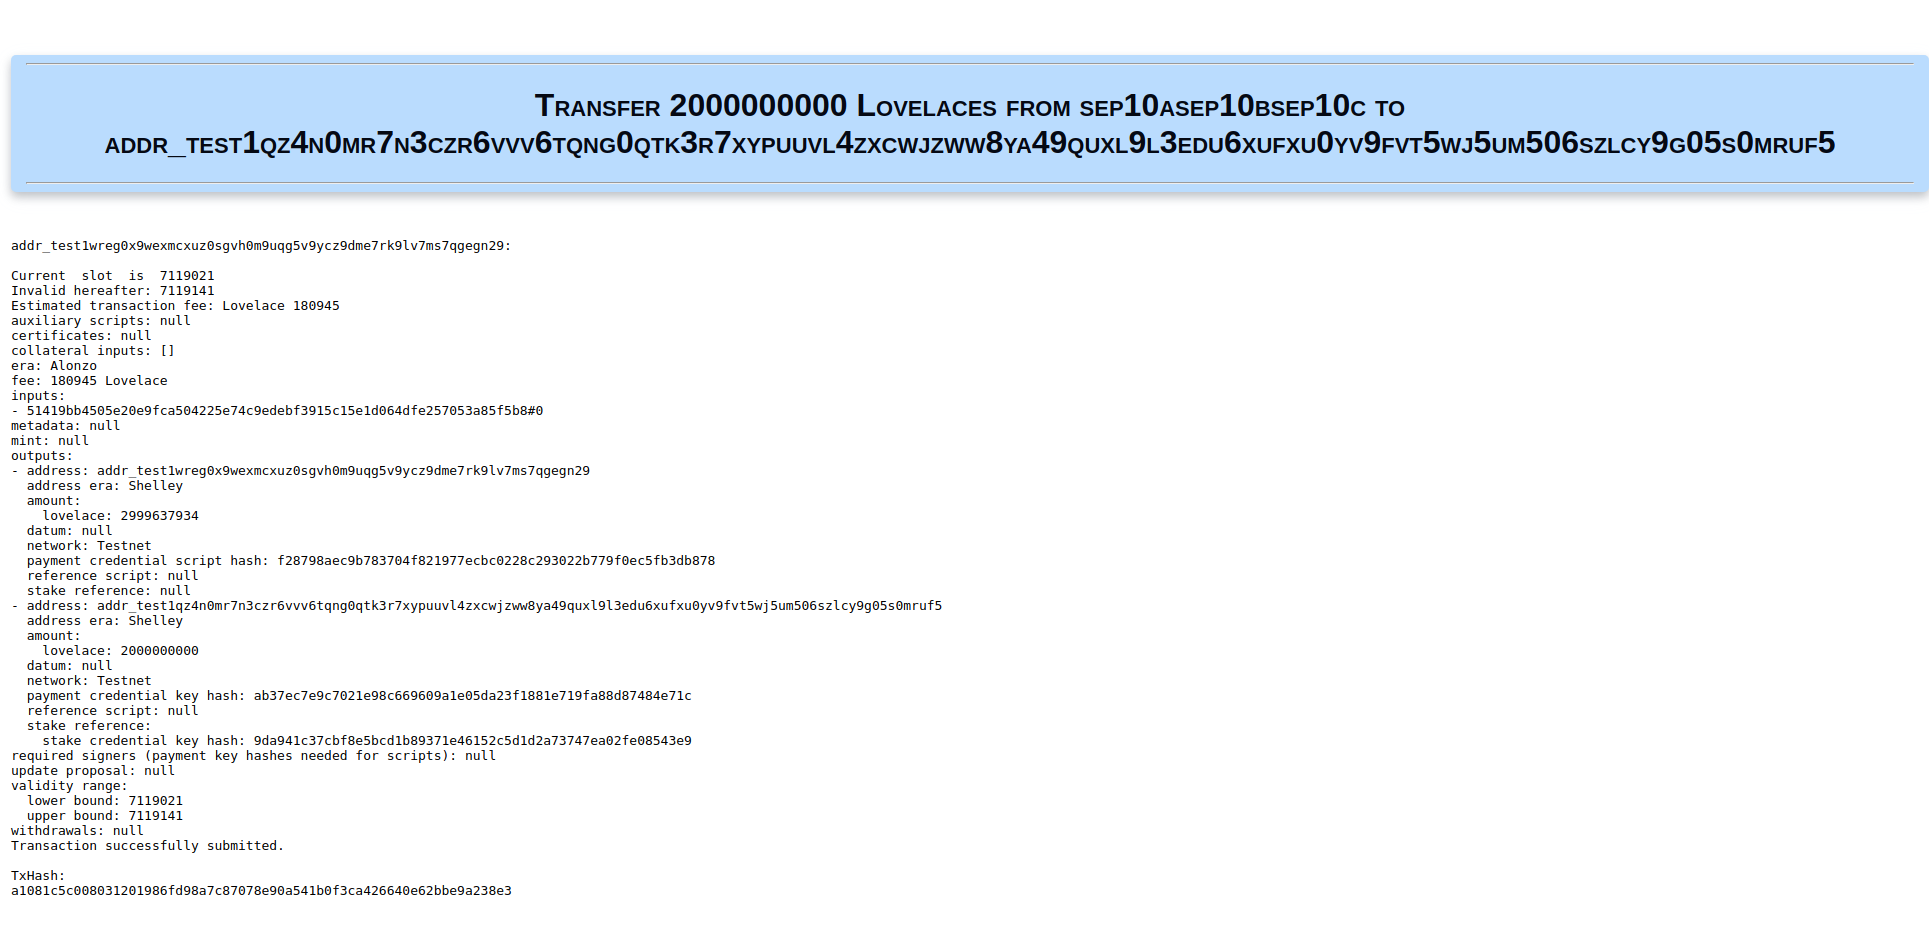 Transfer 2000000000 Lovelaces from sep10asep10bsep10c to
addr_test1qz4n0mr7n3czr6vvv6tqng0qtk3r7xypuuvl4zxcwjzww8ya49quxl9l3edu6xufxu0yv9fvt5wj5um506szlcy9g05s0mruf5
addr_test1wreg0x9wexmcxuz0sgvh0m9uqg5v9ycz9dme7rk9lv7ms7qgegn29:
Current  slot  is  7119021
Invalid hereafter: 7119141
Estimated transaction fee: Lovelace 180945
auxiliary scripts: null
certificates: null
collateral inputs: []
era: Alonzo
fee: 180945 Lovelace
inputs:
- 51419bb4505e20e9fca504225e74c9edebf3915c15e1d064dfe257053a85f5b8#0
metadata: null
mint: null
outputs:
- address: addr_test1wreg0x9wexmcxuz0sgvh0m9uqg5v9ycz9dme7rk9lv7ms7qgegn29
  address era: Shelley
  amount:
    lovelace: 2999637934
  datum: null
  network: Testnet
  payment credential script hash: f28798aec9b783704f821977ecbc0228c293022b779f0ec5fb3db878
  reference script: null
  stake reference: null
- address: addr_test1qz4n0mr7n3czr6vvv6tqng0qtk3r7xypuuvl4zxcwjzww8ya49quxl9l3edu6xufxu0yv9fvt5wj5um506szlcy9g05s0mruf5
  address era: Shelley
  amount:
    lovelace: 2000000000
  datum: null
  network: Testnet
  payment credential key hash: ab37ec7e9c7021e98c669609a1e05da23f1881e719fa88d87484e71c
  reference script: null
  stake reference:
    stake credential key hash: 9da941c37cbf8e5bcd1b89371e46152c5d1d2a73747ea02fe08543e9
required signers (payment key hashes needed for scripts): null
update proposal: null
validity range:
  lower bound: 7119021
  upper bound: 7119141
withdrawals: null
Transaction successfully submitted.
TxHash:
a1081c5c008031201986fd98a7c87078e90a541b0f3ca426640e62bbe9a238e3